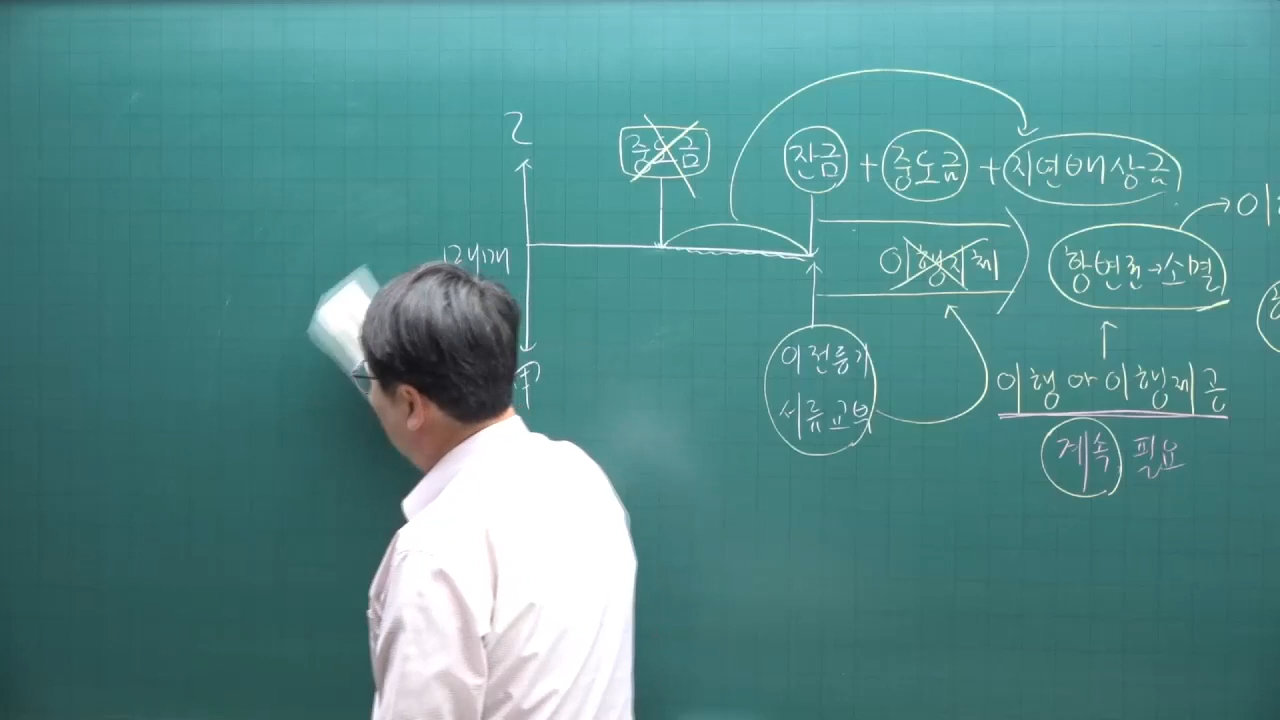 乙
중도금
잔금 + 중도금 + 지연배상금
매매
이행지체
항변권→소멸
이전등기
서류교부
甲
이행 or 이행제공
계속 필요